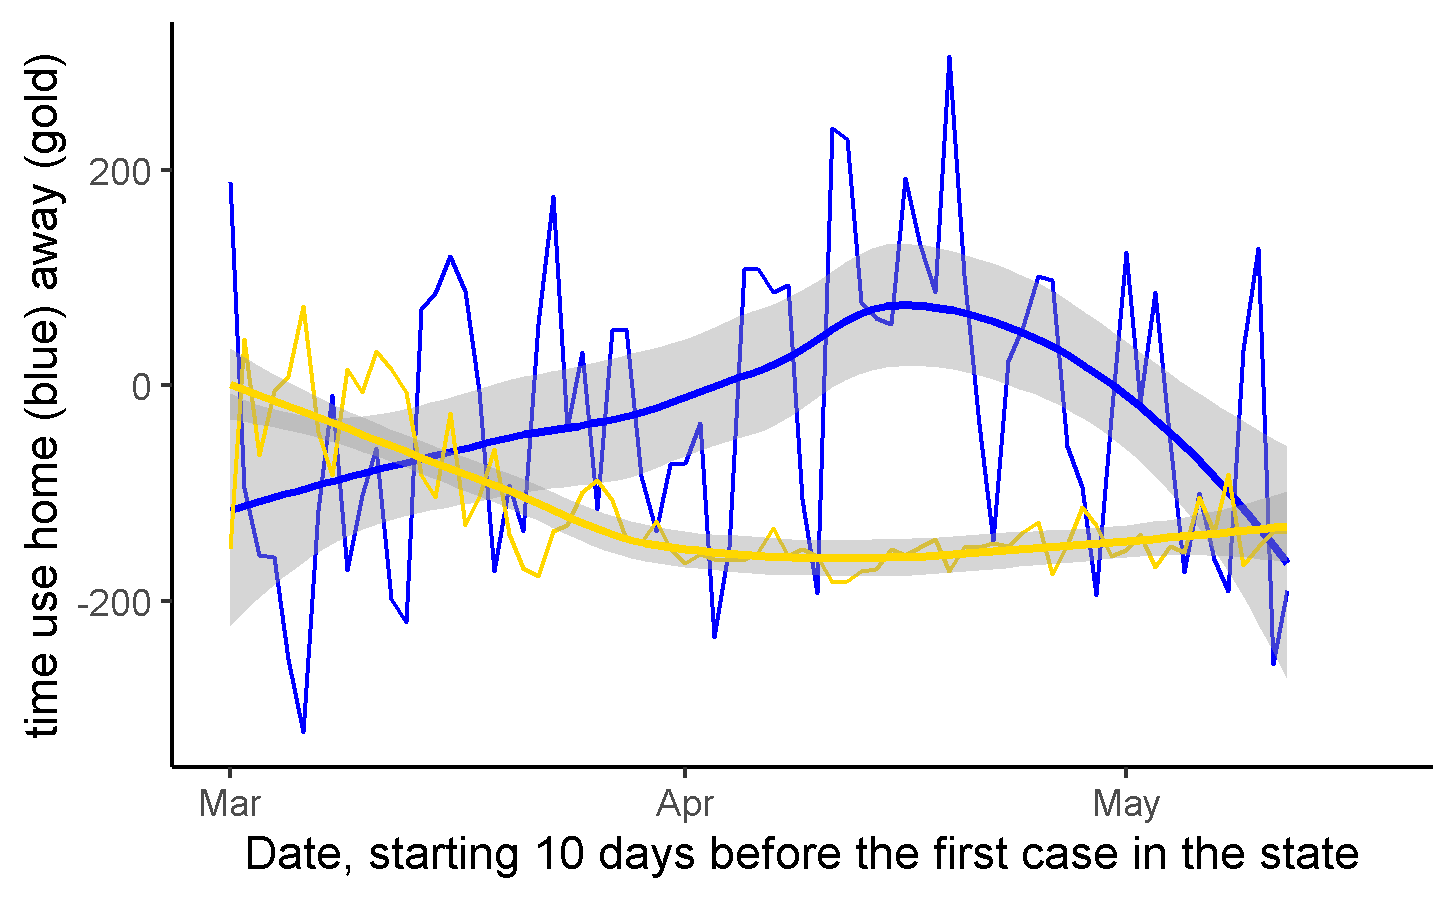 time use home (blue) away (gold)
200
0
-200
Mar
Apr
May
Date, starting 10 days before the first case in the state